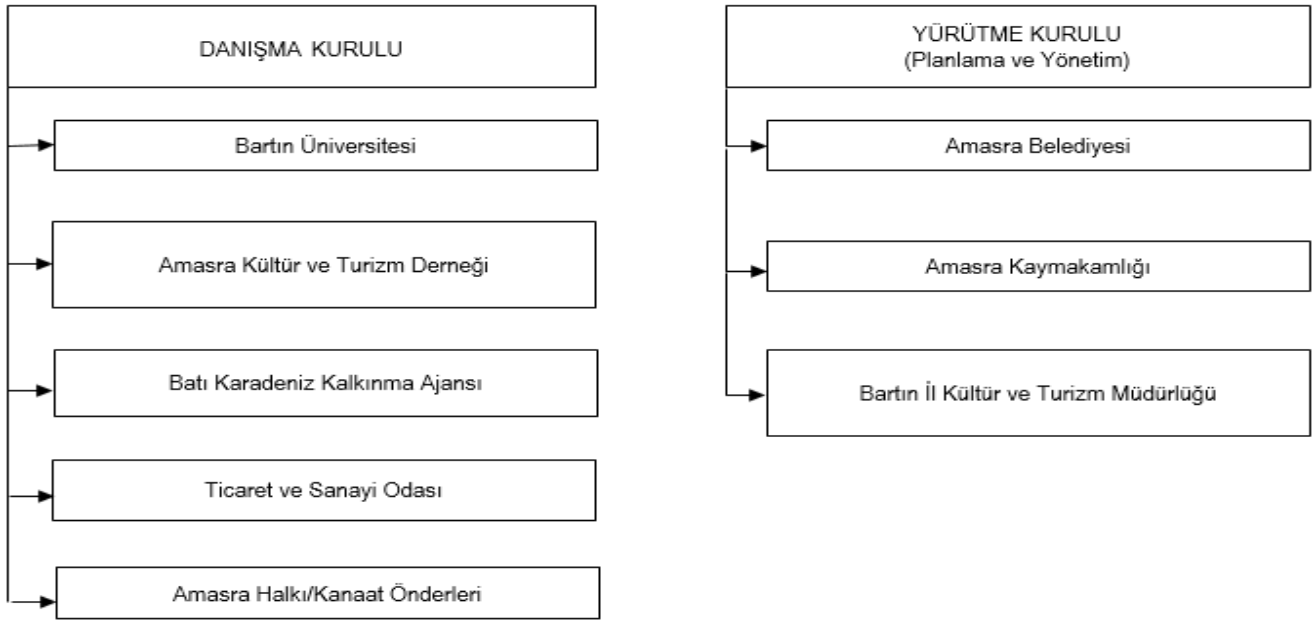 DANIŞMA KURULU
Bartın Üniversitesi
Amasra Kültür ve Turizm Derneği
Batı Karadeniz Kalkınma Ajansı
Ticaret ve Sanayi Odası
Amasra Halkı/Kanaat Önderleri
YÜRÜTME KURULU
(Planlama ve Yönetim)
Amasra Belediyesi
Amasra Kaymakamlığı
Bartın İl Kültür ve Turizm Müdürlüğü